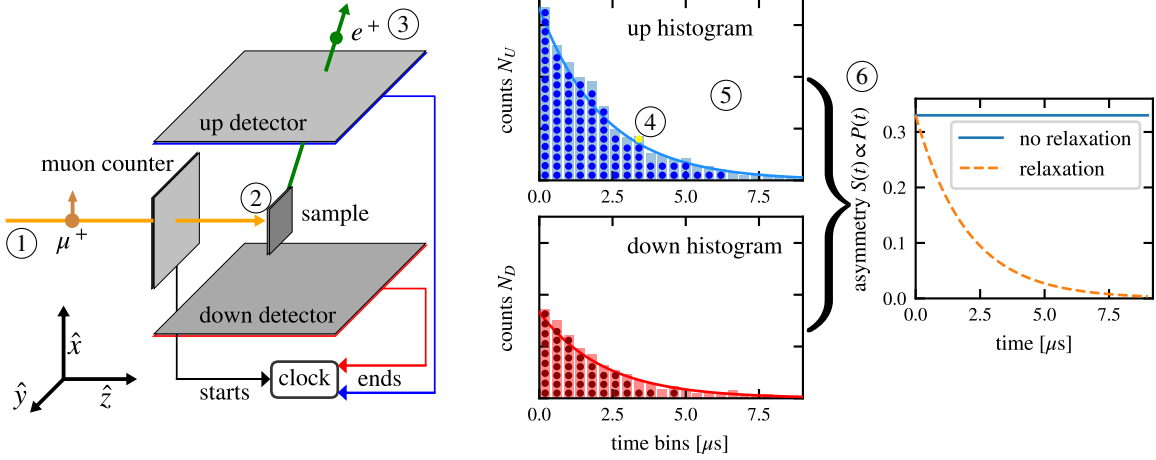 e⁺
③
up detector
muon counter
②
sample
①
μ⁺
down detector
x̂
ŷ
ẑ
clock
starts
ends
up histogram
counts N_U
④
⑤
0.0 2.5 5.0 7.5
down histogram
counts N_D
0.0 2.5 5.0 7.5
time bins [μs]
⑥
asymmetry S(t) ∝ P(t)
0.3
0.1
0.0
no relaxation
relaxation
0.0 2.5 5.0 7.5
time [μs]